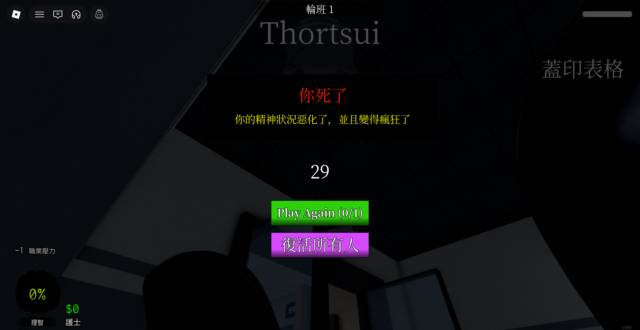 輪班 1
Thortsui
蓋印表格
你死了
你的精神狀況惡化了，並且變得瘋狂了
29
Play Again (0/1)
復活所有人
-1 職業壓力
0%
$0
理智
護士